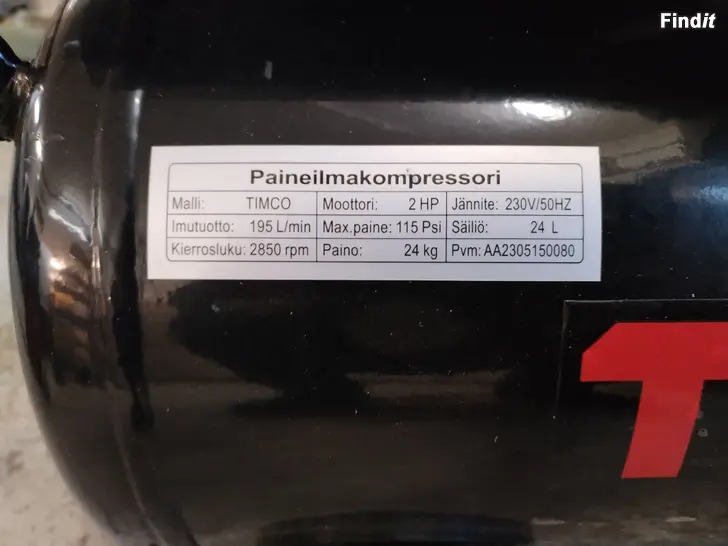 Findit
Paineilmakompressori
Malli: TIMCO Moottori: 2 HP Jännite: 230V/50HZ
Imutuotto: 195 L/min Max.paine: 115 Psi Säiliö: 24 L
Kierrosluku: 2850 rpm Paino: 24 kg Pvm: AA2305150080
T